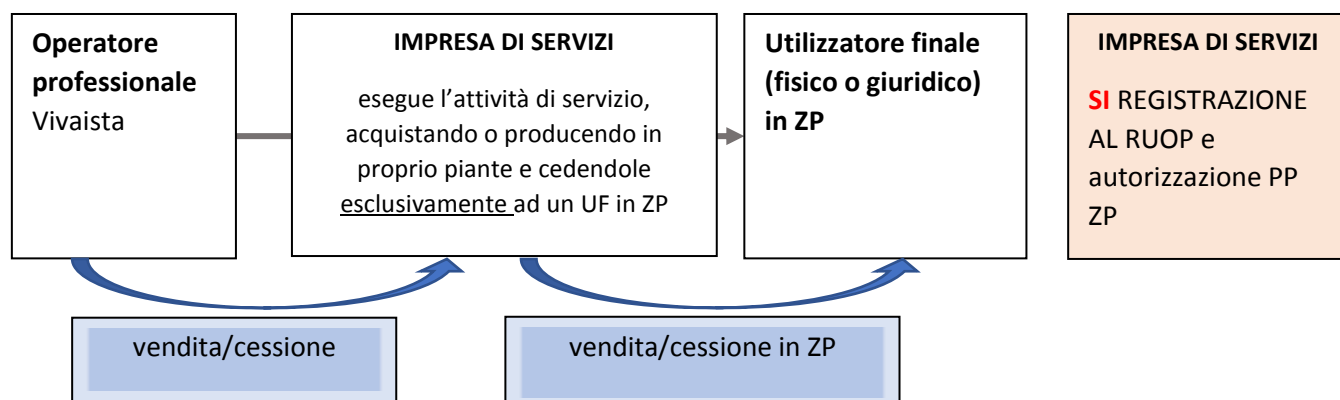 Operatore
professionale
Vivaista
IMPRESA DI SERVIZI
esegue l’attività di servizio,
acquistando o producendo in
proprio piante e cedendole
esclusivamente ad un UF in ZP
Utilizzatore finale
(fisico o giuridico)
in ZP
IMPRESA DI SERVIZI
SI REGISTRAZIONE
AL RUOP e
autorizzazione PP
ZP
vendita/cessione
vendita/cessione in ZP